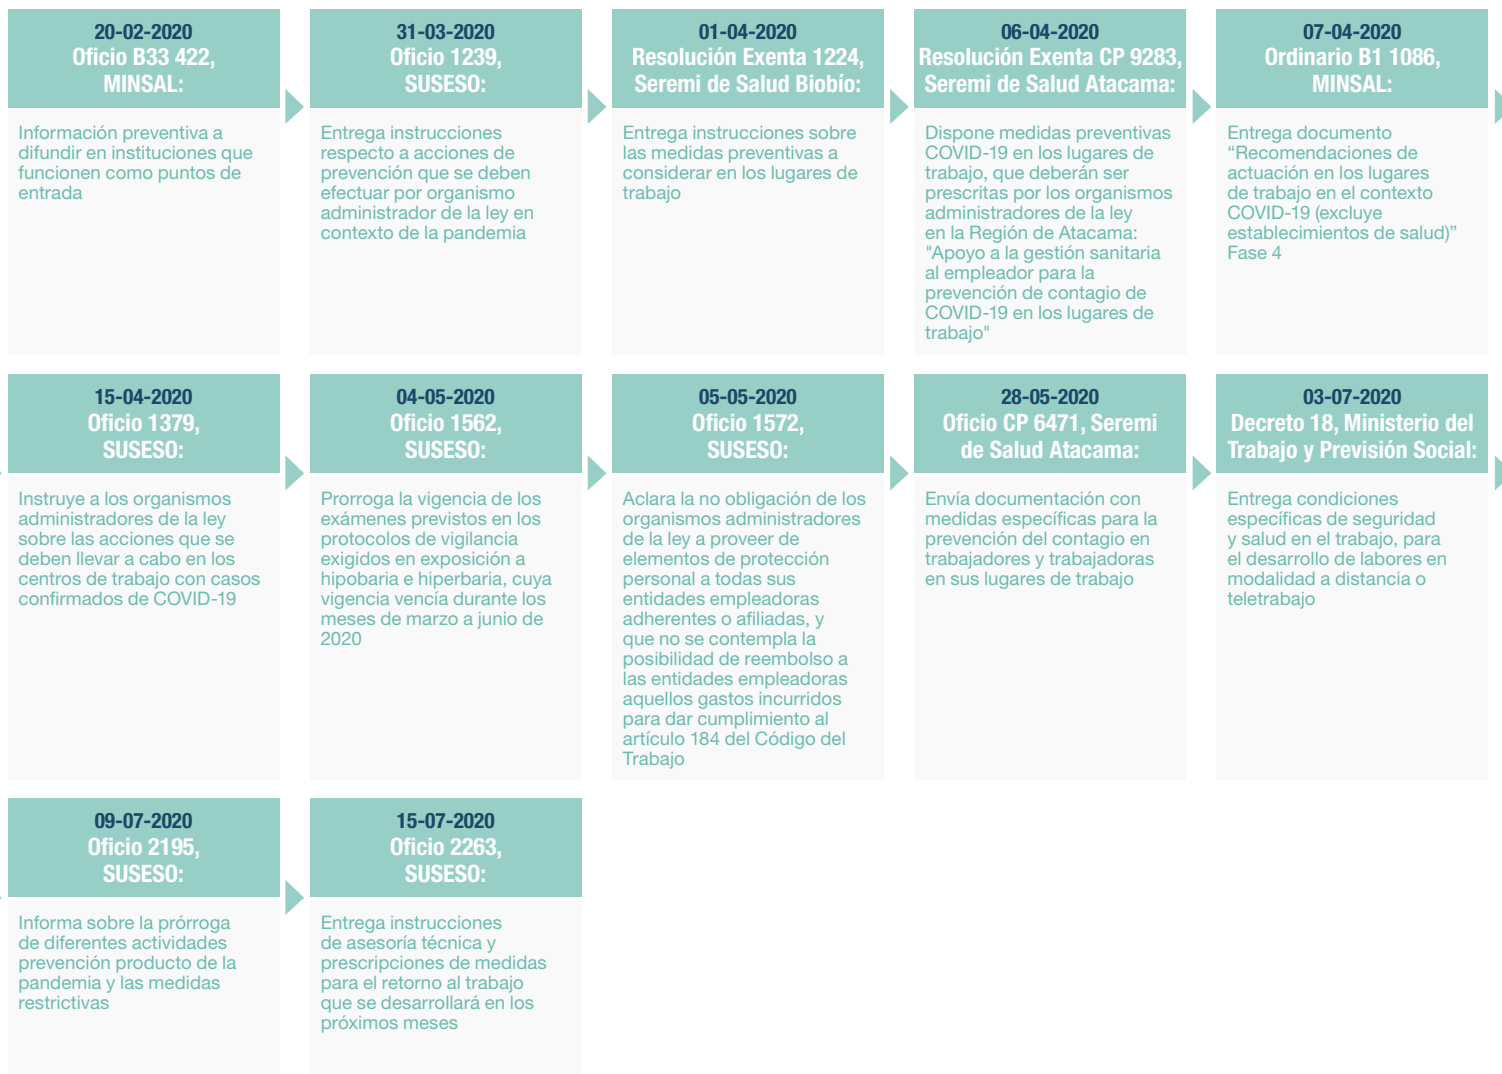 20-02-2020
Oficio B33 422,
MINSAL:
Información preventiva a
difundir en instituciones que
funcionen como puntos de
entrada
31-03-2020
Oficio 1239,
SUSESO:
Entrega instrucciones
respecto a acciones de
prevención que se deben
efectuar por organismo
administrador de la ley en
contexto de la pandemia
01-04-2020
Resolución Exenta 1224,
Seremi de Salud Biobío:
Entrega instrucciones sobre
las medidas preventivas a
considerar en los lugares de
trabajo
06-04-2020
Resolución Exenta CP 9283,
Seremi de Salud Atacama:
Dispone medidas preventivas
COVID-19 en los lugares de
trabajo, que deberán ser
prescritas por los organismos
administradores de la ley
en la Región de Atacama:
"Apoyo a la gestión sanitaria
al empleador para la
prevención de contagio de
COVID-19 en los lugares de
trabajo"
07-04-2020
Ordinario B1 1086,
MINSAL:
Entrega documento
“Recomendaciones de
actuación en los lugares
de trabajo en el contexto
COVID-19 (excluye
establecimientos de salud)”
Fase 4
15-04-2020
Oficio 1379,
SUSESO:
Instruye a los organismos
administradores de la ley
sobre las acciones que se
deben llevar a cabo en los
centros de trabajo con casos
confirmados de COVID-19
04-05-2020
Oficio 1562,
SUSESO:
Prorroga la vigencia de los
exámenes previstos en los
protocolos de vigilancia
exigidos en exposición a
hipobaria e hiperbaria, cuya
vigencia vencía durante los
meses de marzo a junio de
2020
05-05-2020
Oficio 1572,
SUSESO:
Aclara la no obligación de los
organismos administradores
de la ley a proveer de
elementos de protección
personal a todas sus
entidades empleadoras
adherentes o afiliadas, y
que no se contempla la
posibilidad de reembolso a
las entidades empleadoras
aquellos gastos incurridos
para dar cumplimiento al
artículo 184 del Código del
Trabajo
28-05-2020
Oficio CP 6471, Seremi
de Salud Atacama:
Envía documentación con
medidas específicas para la
prevención del contagio en
trabajadores y trabajadoras
en sus lugares de trabajo
03-07-2020
Decreto 18, Ministerio del
Trabajo y Previsión Social:
Entrega condiciones
específicas de seguridad
y salud en el trabajo, para
el desarrollo de labores en
modalidad a distancia o
teletrabajo
09-07-2020
Oficio 2195,
SUSESO:
Informa sobre la prórroga
de diferentes actividades
prevención producto de la
pandemia y las medidas
restrictivas
15-07-2020
Oficio 2263,
SUSESO:
Entrega instrucciones
de asesoría técnica y
prescripciones de medidas
para el retorno al trabajo
que se desarrollará en los
próximos meses